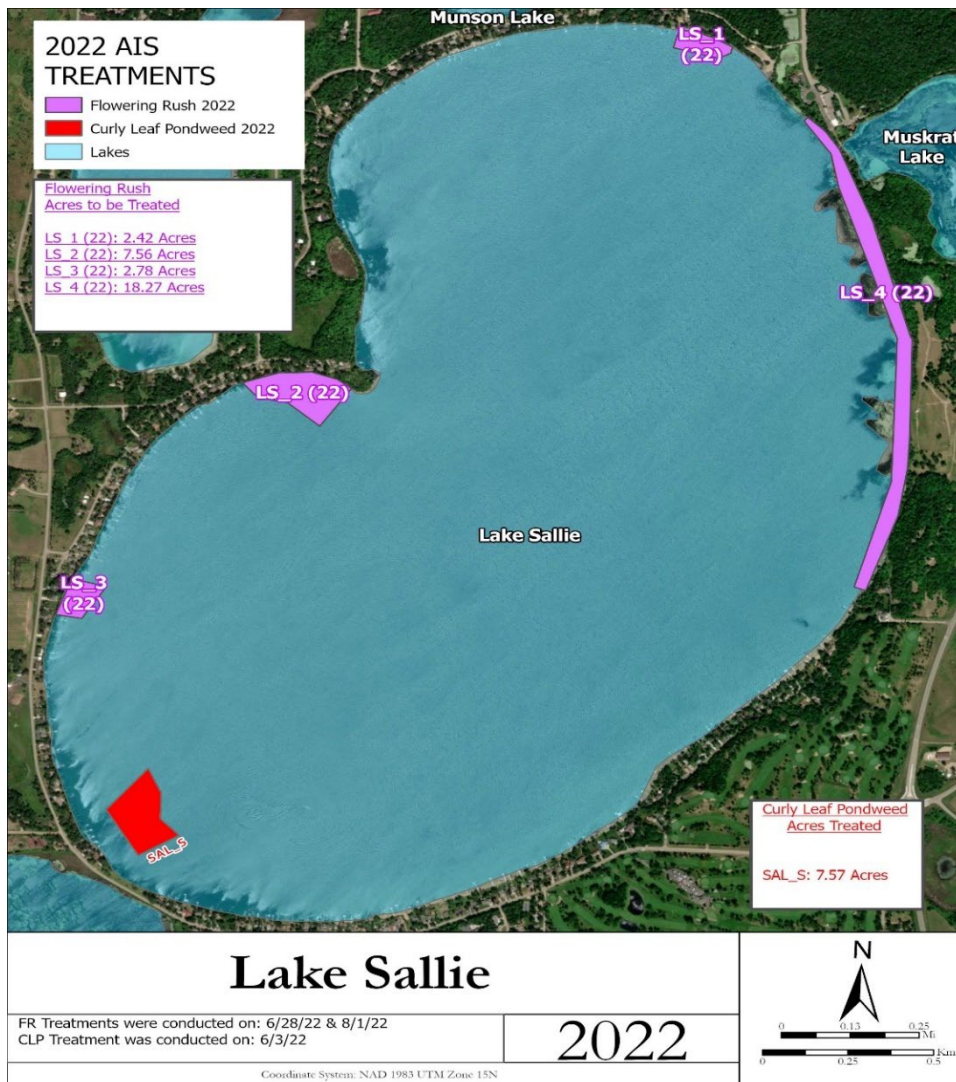 Munson Lake
2022 AIS
TREATMENTS
Flowering Rush 2022
Curly Leaf Pondweed 2022
Lakes
Flowering Rush
Acres to be Treated
LS_1 (22): 2.42 Acres
LS_2 (22): 7.56 Acres
LS_3 (22): 2.78 Acres
LS_4 (22): 18.27 Acres
LS_1
(22)
Muskrat
Lake
LS_4 (22)
LS_2 (22)
Lake Sallie
LS_3
(22)
SAL_S
Curly Leaf Pondweed
Acres Treated
SAL_S: 7.57 Acres
Lake Sallie
FR Treatments were conducted on: 6/28/22 & 8/1/22
CLP Treatment was conducted on: 6/3/22
2022
Coordinate System: NAD 1983 UTM Zone 15N
N
0 0.13 0.25
Mi
Km
0 0.25 0.5